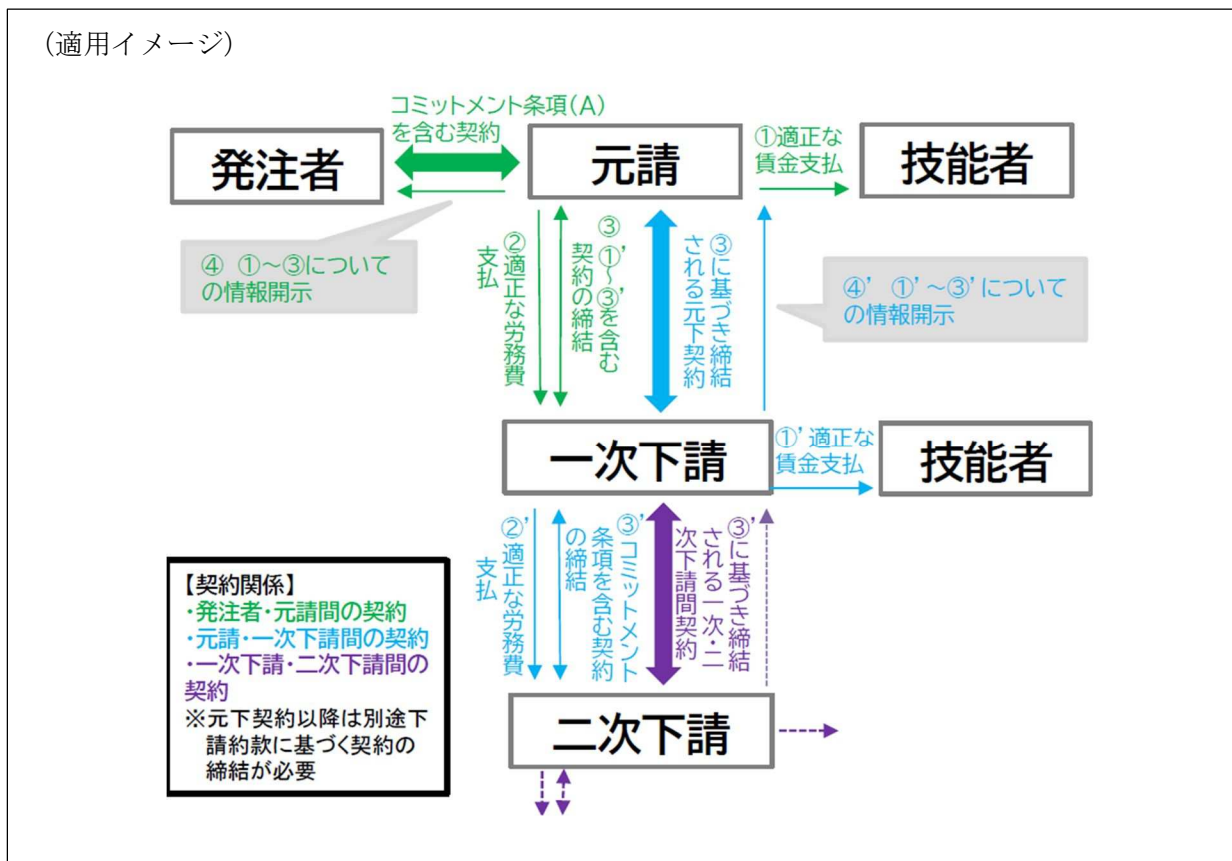 (適用イメージ)
コミットメント条項(A)
を含む契約
発注者
元請
①適正な
賃金支払
技能者
④ ①~③について
の情報開示
②適正な労務費
支払
③ ①’~③’を含む
契約の締結
③に基づき締結
される元下契約
④’ ①’~③’について
の情報開示
一次下請
①’適正な
賃金支払
技能者
②’適正な労務費
支払
③’コミットメント
条項を含む契約
の締結
③’に基づき締結
される一次・二
次下請間契約
二次下請
【契約関係】
・発注者・元請間の契約
・元請・一次下請間の契約
・一次下請・二次下請間の
契約
※元下契約以降は別途下
請約款に基づく契約の
締結が必要